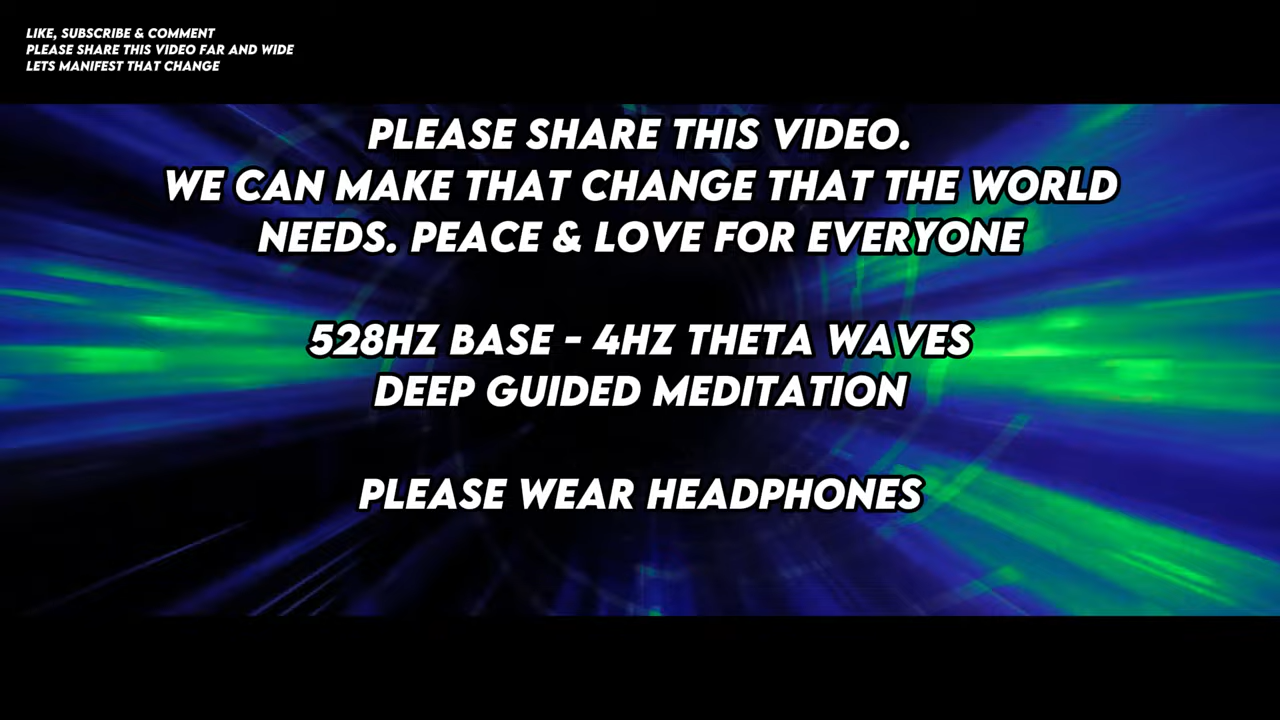 LIKE, SUBSCRIBE & COMMENT
PLEASE SHARE THIS VIDEO FAR AND WIDE
LETS MANIFEST THAT CHANGE
PLEASE SHARE THIS VIDEO.
WE CAN MAKE THAT CHANGE THAT THE WORLD
NEEDS. PEACE & LOVE FOR EVERYONE
528HZ BASE - 4HZ THETA WAVES
DEEP GUIDED MEDITATION
PLEASE WEAR HEADPHONES